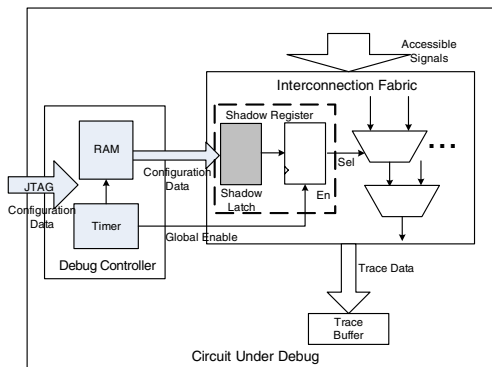 Accessible
Signals
Interconnection Fabric
Shadow Register
RAM
Configuration
Data
Sel
JTAG
Configuration
Data
Shadow
Latch
En
Timer
Global Enable
Debug Controller
Trace Data
Trace
Buffer
Circuit Under Debug